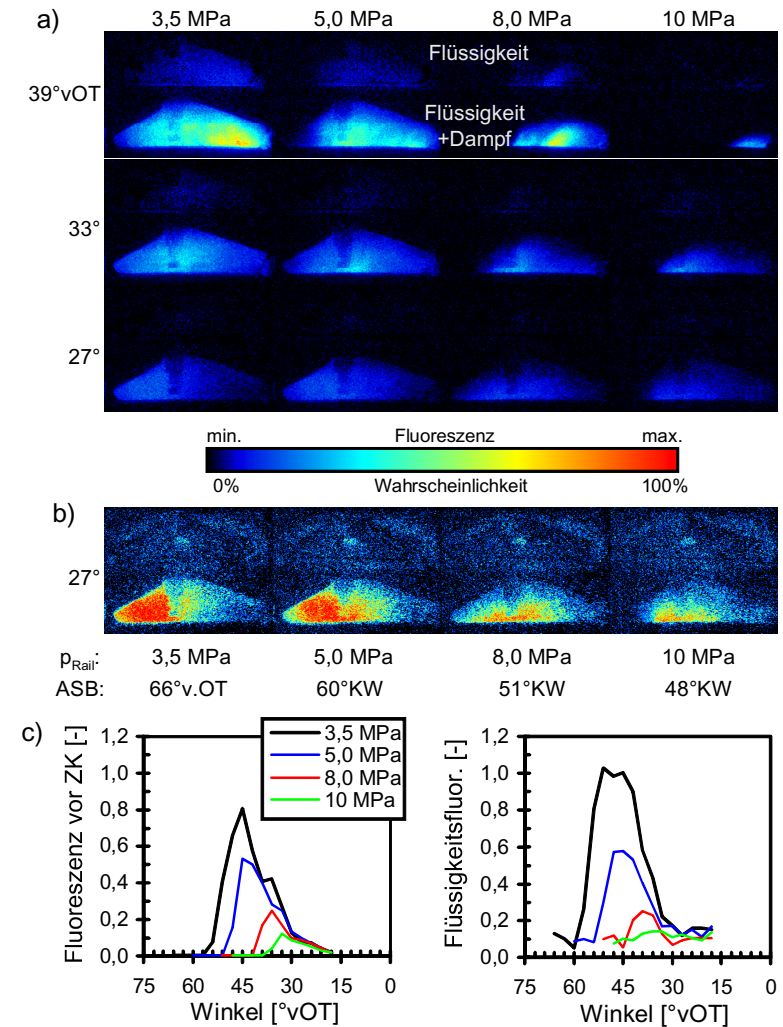 a)
3,5 MPa 5,0 MPa 8,0 MPa 10 MPa
39°vOT
Flüssigkeit
Flüssigkeit
+Dampf
33°
27°
min. Fluoreszenz max.
0% Wahrscheinlichkeit 100%
b)
27°
pRail: 3,5 MPa 5,0 MPa 8,0 MPa 10 MPa
ASB: 66°v.OT 60°KW 51°KW 48°KW
c)
Fluoreszenz vor ZK [-]
1,2
1,0
0,8
0,6
0,4
0,2
0,0
75 60 45 30 15 0
Winkel [°vOT]
3,5 MPa
5,0 MPa
8,0 MPa
10 MPa
Flüssigkeitsfluor. [-]
1,2
1,0
0,8
0,6
0,4
0,2
0,0
75 60 45 30 15 0
Winkel [°vOT]